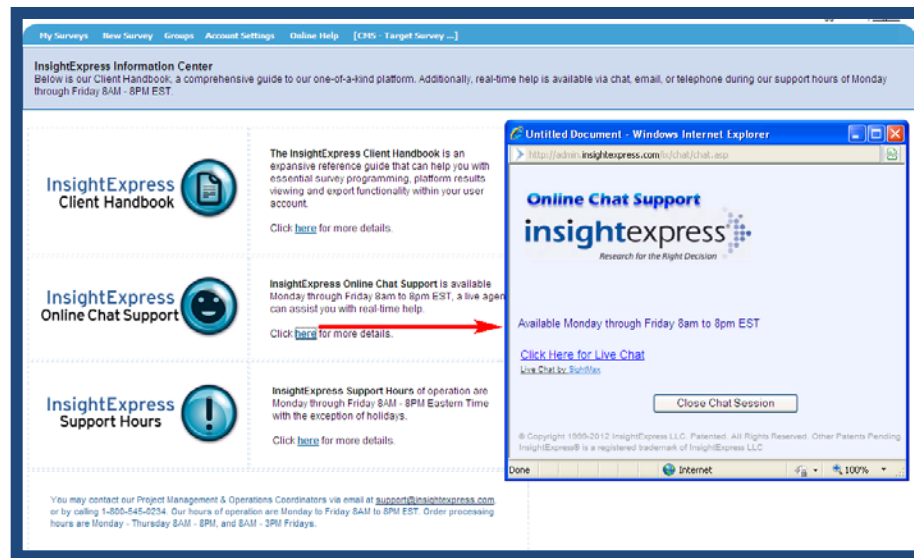 My Surveys New Survey Groups Account Settings Online Help [CMS - Target Survey ...]
InsightExpress Information Center
Below is our Client Handbook, a comprehensive guide to our one-of-a-kind platform. Additionally, real-time help is available via chat, email, or telephone during our support hours of Monday
through Friday 8AM - 8PM EST.
InsightExpress
Client Handbook
The InsightExpress Client Handbook is an
expansive reference guide that can help you with
essential survey programming, platform results
viewing and export functionality within your user
account.
Click here for more details.
InsightExpress
Online Chat Support
InsightExpress Online Chat Support is available
Monday through Friday 8am to 8pm EST, a live agen
can assist you with real-time help.
Click here for more details.
InsightExpress
Support Hours
InsightExpress Support Hours of operation are
Monday through Friday 8AM - 8PM Eastern Time
with the exception of holidays.
Click here for more details.
You may contact our Project Management & Operations Coordinators via email at support@insightexpress.com,
or by calling 1-800-545-0234. Our hours of operation are Monday to Friday 8AM to 8PM EST. Order processing
hours are Monday - Thursday 8AM - 8PM, and 8AM - 3PM Fridays.
Untitled Document - Windows Internet Explorer
http://admin.insightexpress.com/ix/chat/chat.asp
Online Chat Support
insightexpress
Research for the Right Decision
Available Monday through Friday 8am to 8pm EST
Click Here for Live Chat
Live Chat by SightMax
Close Chat Session
© Copyright 1999-2012 InsightExpress LLC. Patented. All Rights Reserved. Other Patents Pending
InsightExpress® is a registered trademark of InsightExpress LLC
Done Internet 100%